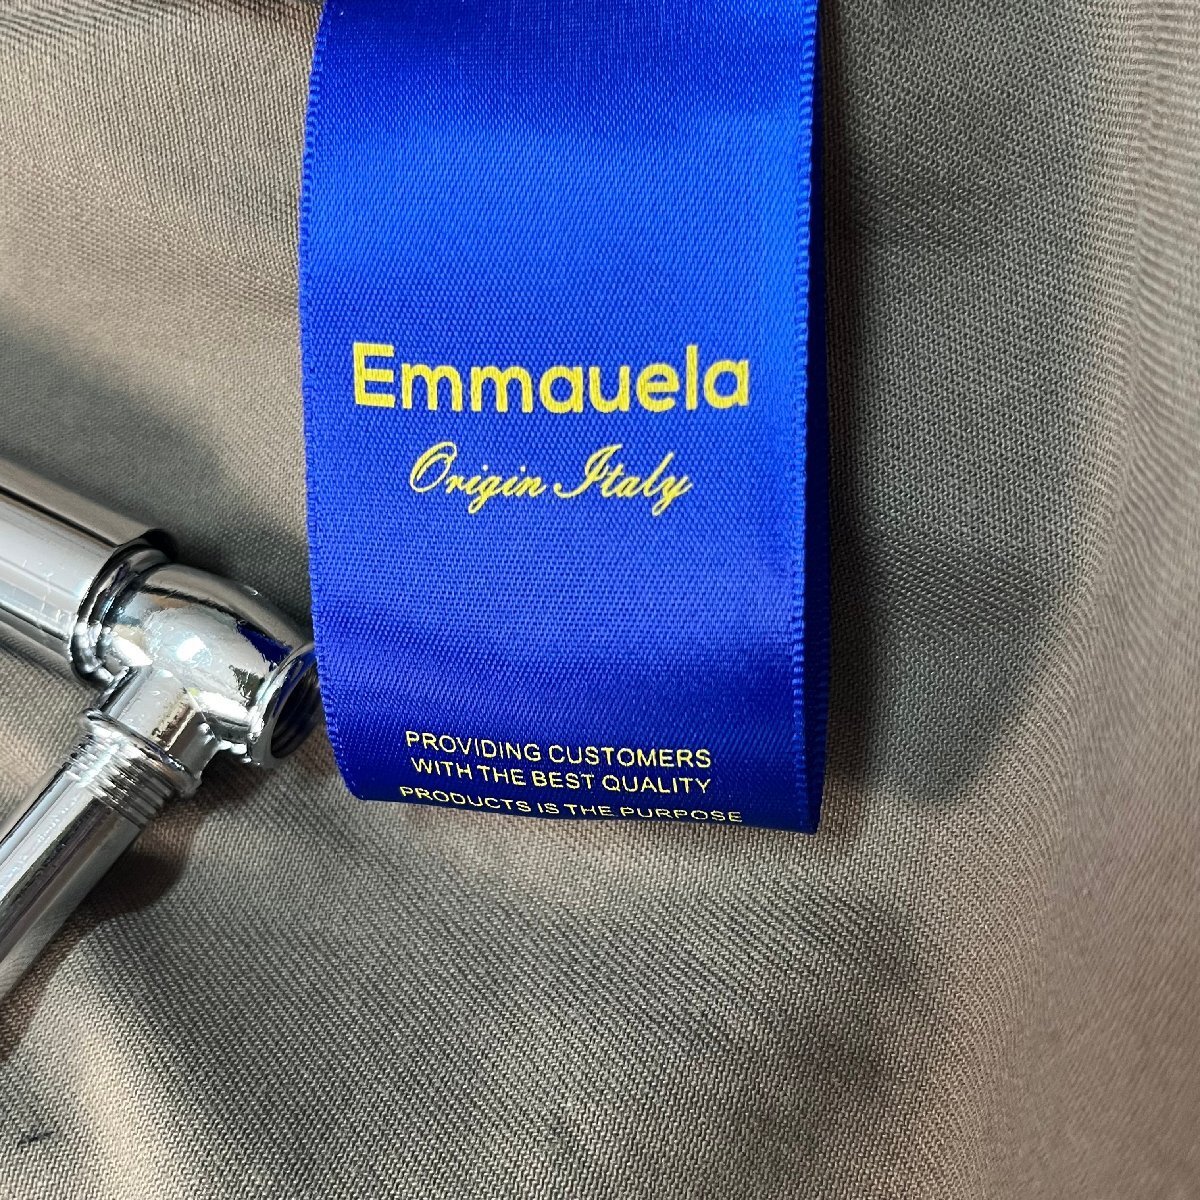 Emmauela
Origin Italy
PROVIDING CUSTOMERS
WITH THE BEST QUALITY
PRODUCTS IS THE PURPOSE